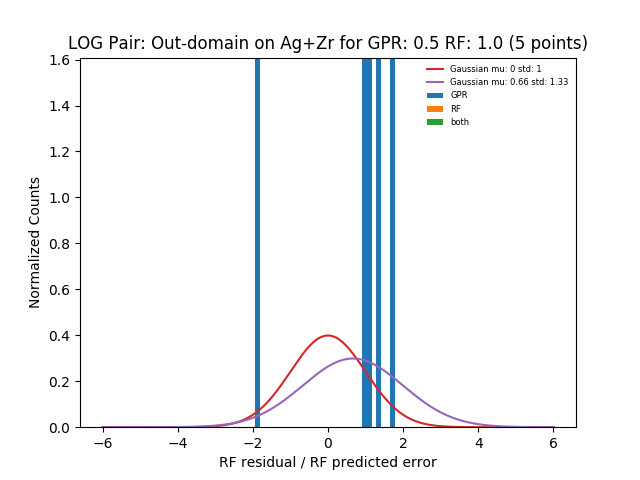 LOG Pair: Out-domain on Ag+Zr for GPR: 0.5 RF: 1.0 (5 points)
1.6
1.4
1.2
1.0
0.8
0.6
0.4
0.2
0.0
Normalized Counts
Gaussian mu: 0 std: 1
Gaussian mu: 0.66 std: 1.33
GPR
RF
both
−6
−4
−2
0
2
4
6
RF residual / RF predicted error